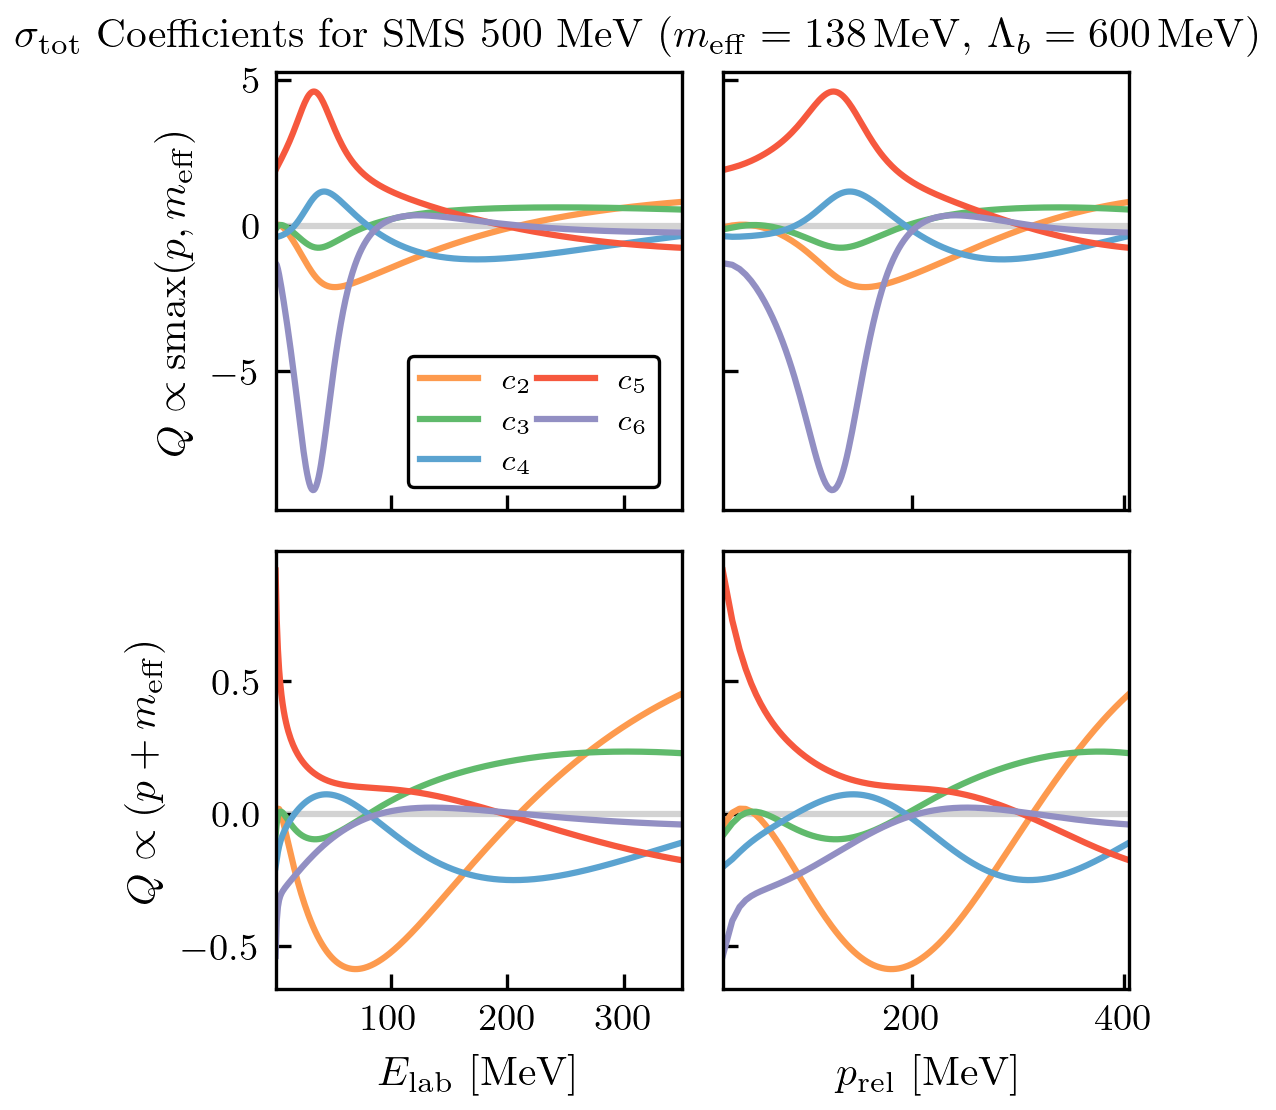 σtot Coefficients for SMS 500 MeV (meff = 138 MeV, Λb = 600 MeV)
Q ∝ smax(p, meff)
5
0
−5
c2 c5
c3 c6
c4
Q ∝ (p + meff)
0.5
0.0
−0.5
100 200 300
200 400
Elab [MeV]
prel [MeV]